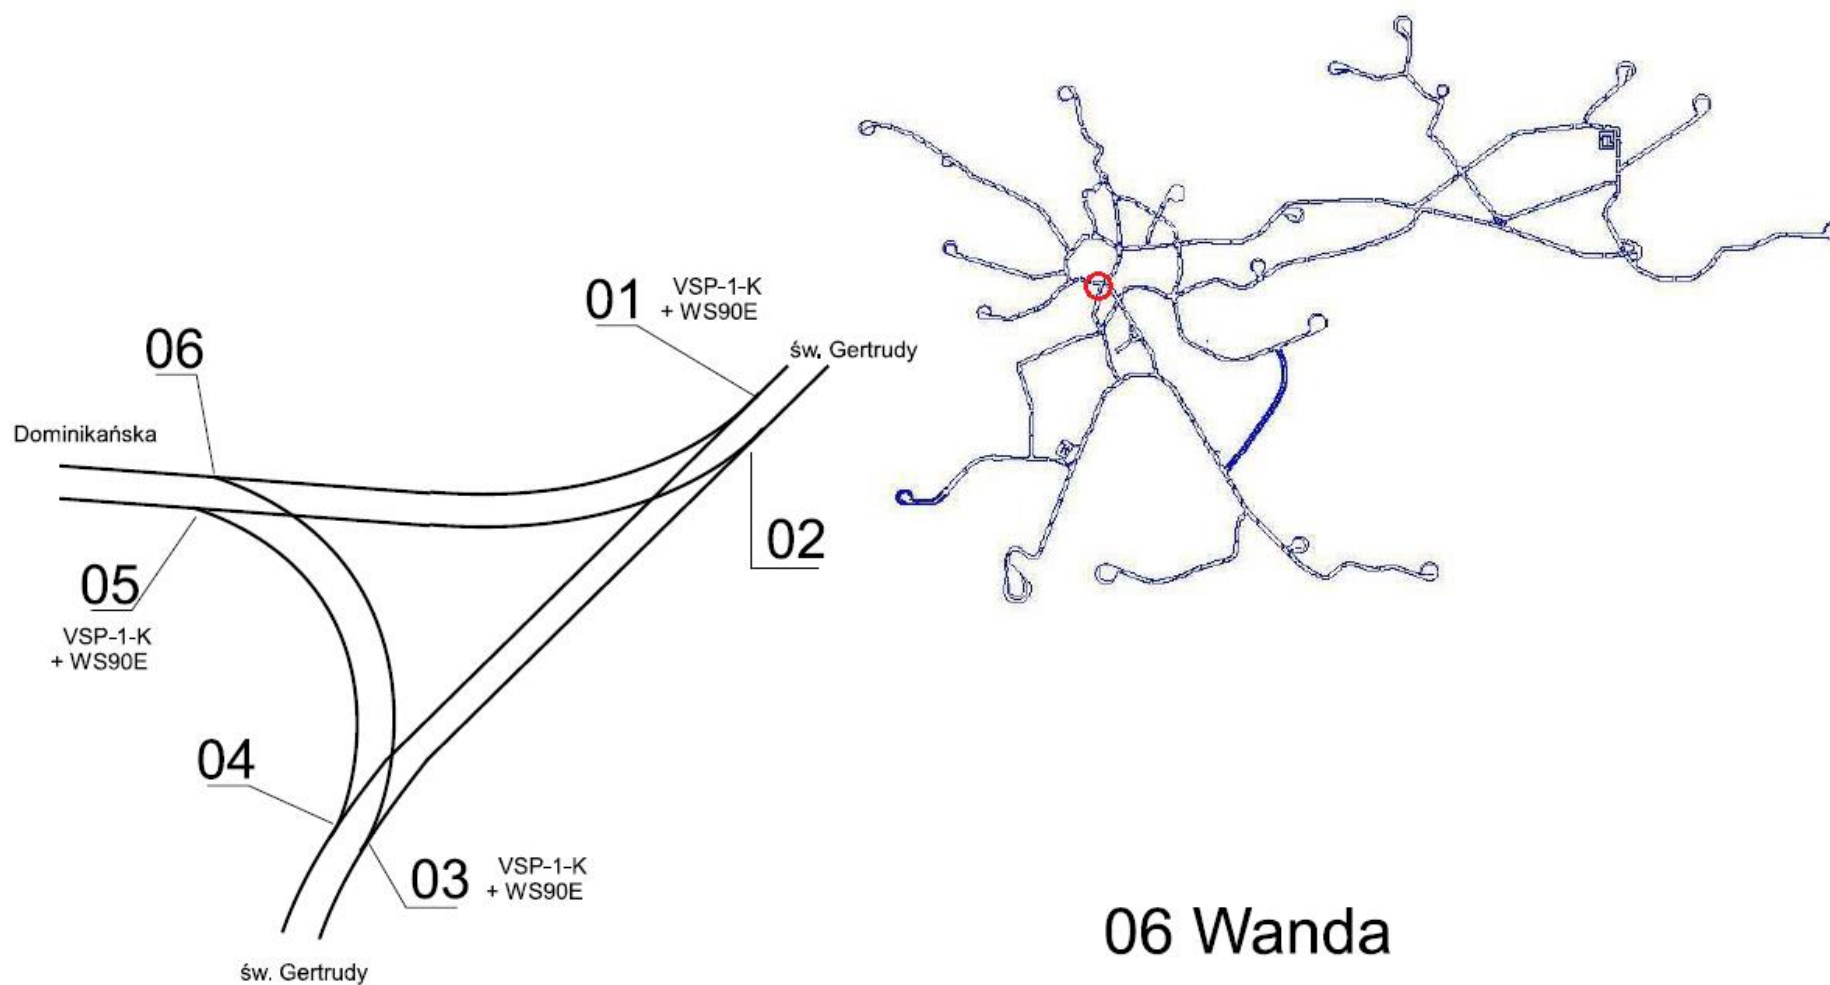 01
VSP-1-K
+ WS90E
św. Gertrudy
06
Dominikańska
02
05
VSP-1-K
+ WS90E
04
03
VSP-1-K
+ WS90E
św. Gertrudy
06 Wanda